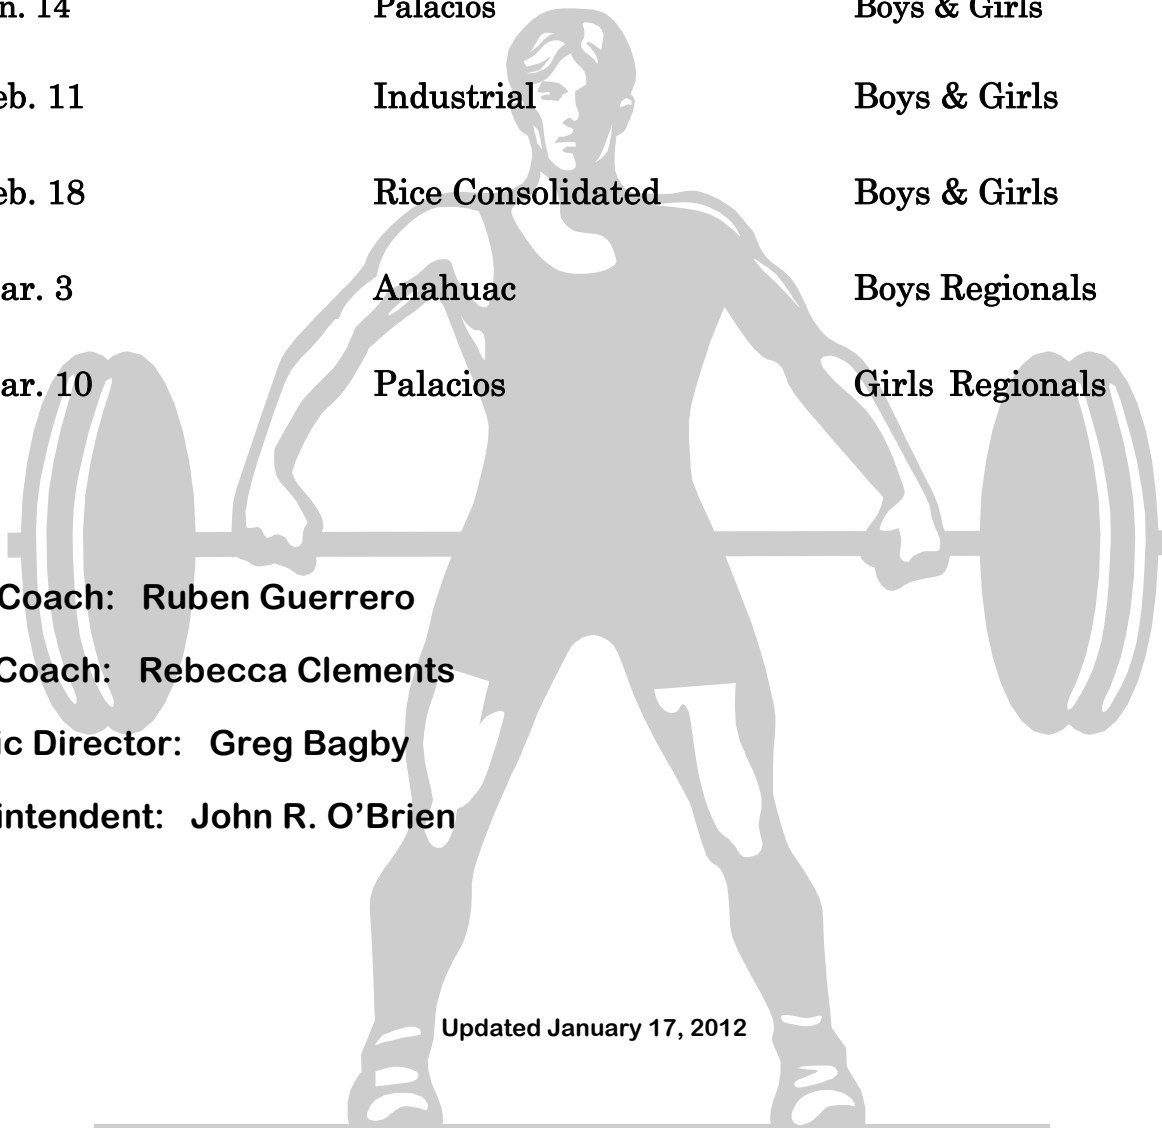 n. 14 Palacios Boys & Girls
eb. 11 Industrial Boys & Girls
eb. 18 Rice Consolidated Boys & Girls
ar. 3 Anahuac Boys Regionals
ar. 10 Palacios Girls Regionals
Coach: Ruben Guerrero
Coach: Rebecca Clements
ic Director: Greg Bagby
intendent: John R. O’Brien
Updated January 17, 2012